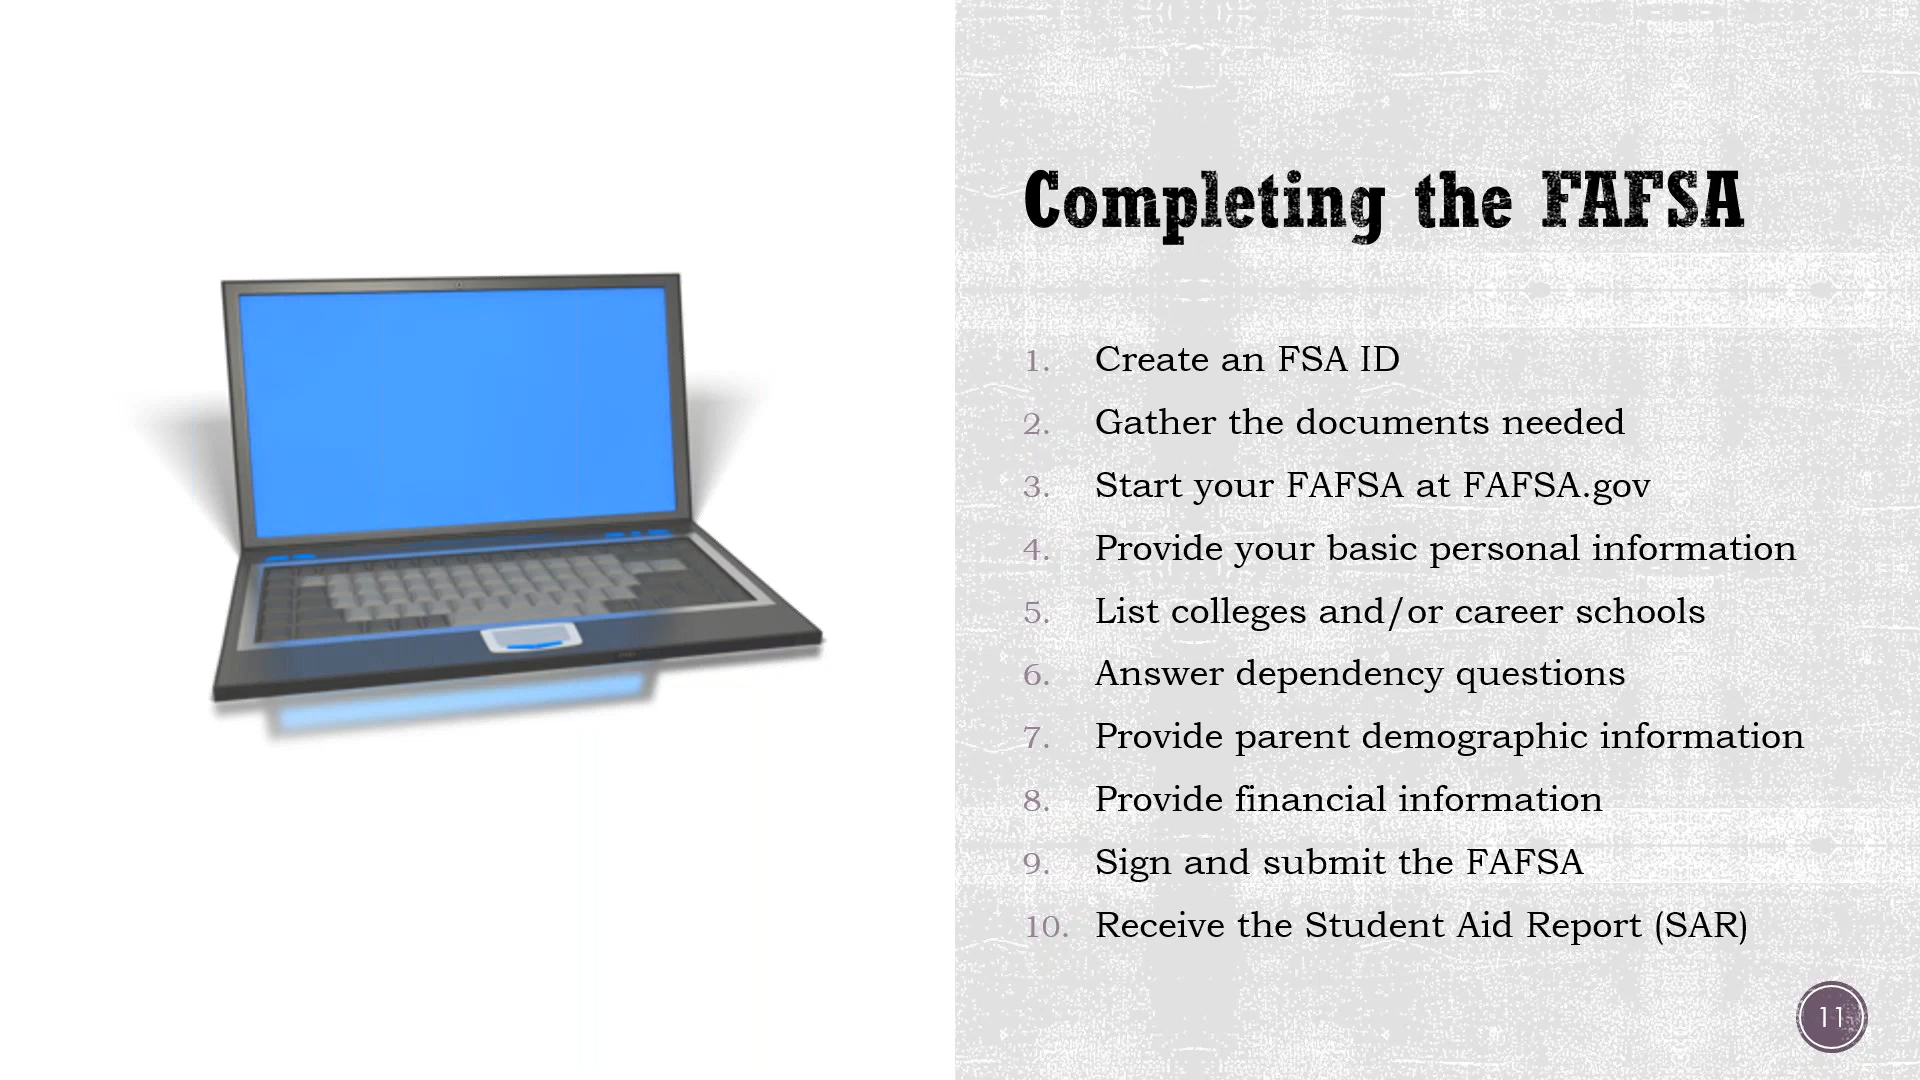 Completing the FAFSA
1. Create an FSA ID
2. Gather the documents needed
3. Start your FAFSA at FAFSA.gov
4. Provide your basic personal information
5. List colleges and/or career schools
6. Answer dependency questions
7. Provide parent demographic information
8. Provide financial information
9. Sign and submit the FAFSA
10. Receive the Student Aid Report (SAR)
11